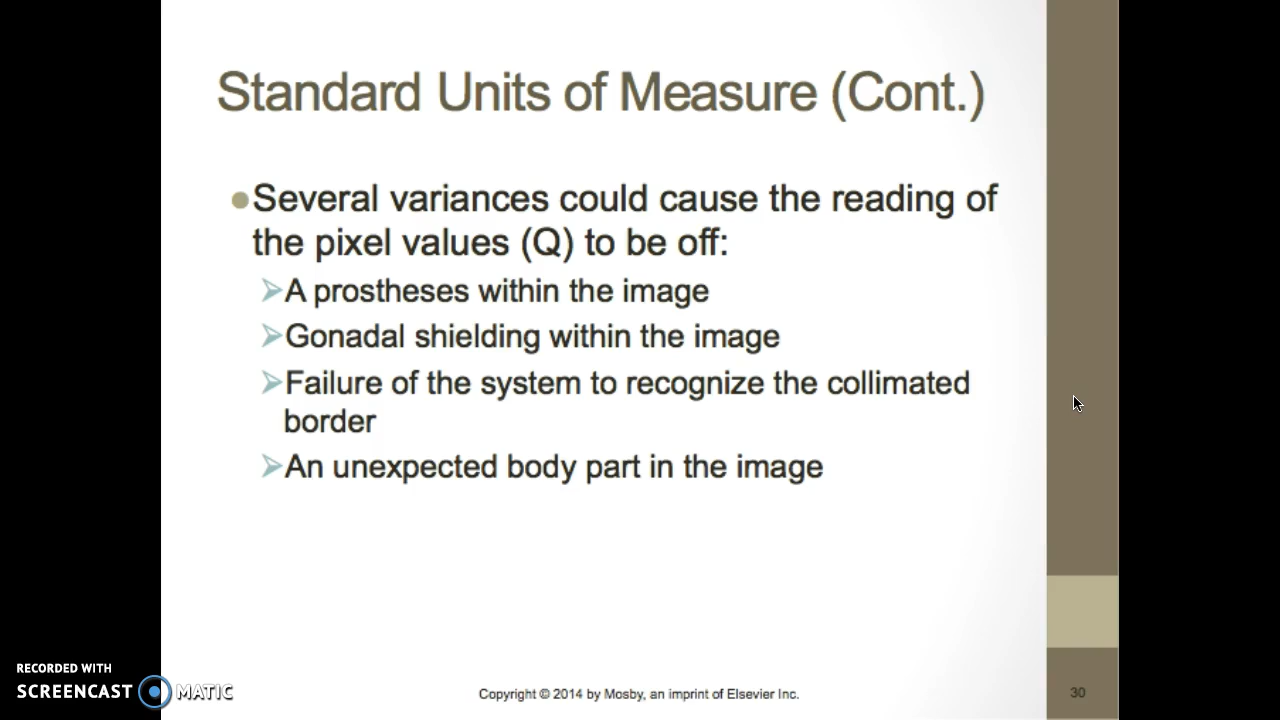 Standard Units of Measure (Cont.)
Several variances could cause the reading of
the pixel values (Q) to be off:
A prostheses within the image
Gonadal shielding within the image
Failure of the system to recognize the collimated
border
An unexpected body part in the image
RECORDED WITH
SCREENCAST MATIC
Copyright © 2014 by Mosby, an imprint of Elsevier Inc.
30